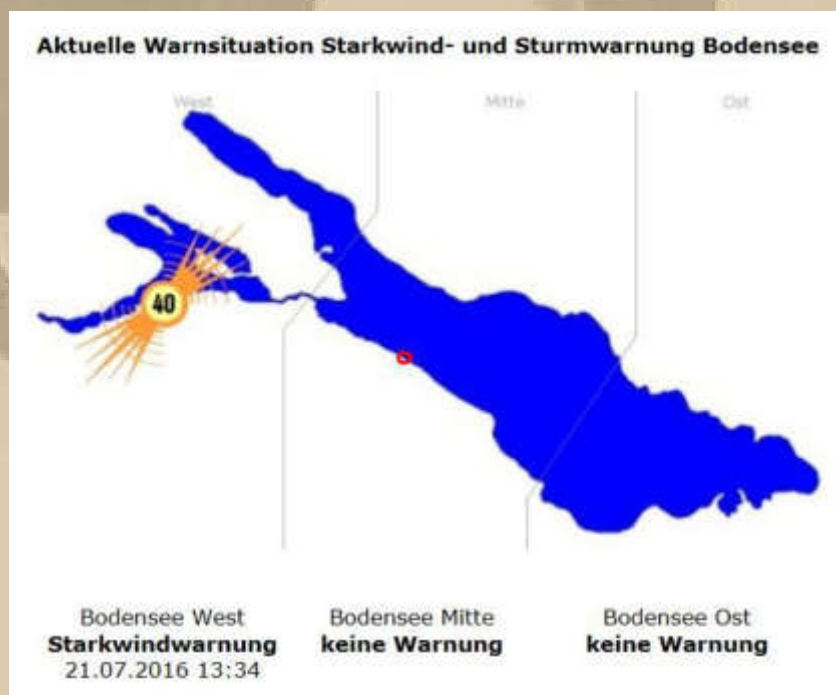 Aktuelle Warnsituation Starkwind- und Sturmwarnung Bodensee
West
Mitte
Ost
40
Bodensee West
Starkwindwarnung
21.07.2016 13:34
Bodensee Mitte
keine Warnung
Bodensee Ost
keine Warnung